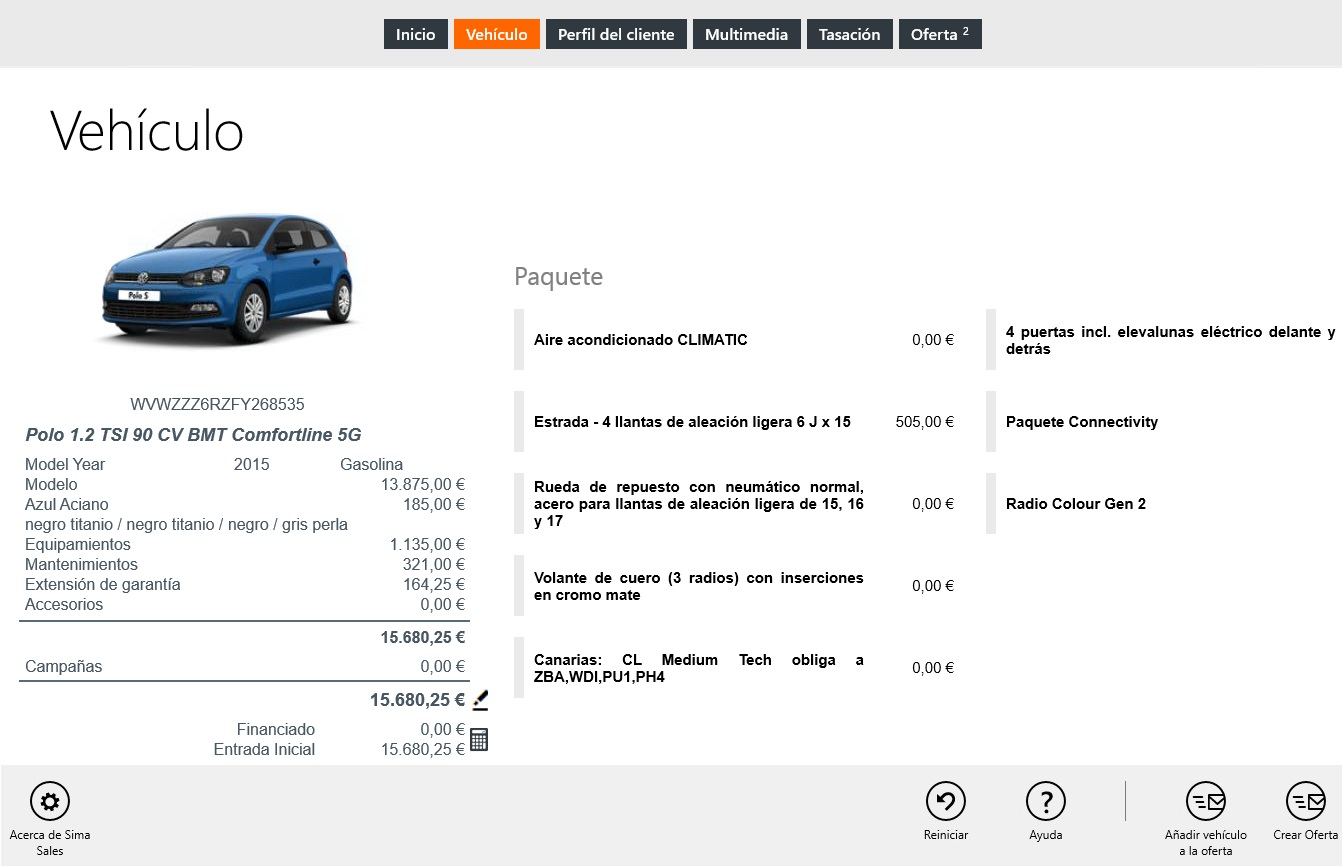 Inicio
Vehículo
Perfil del cliente
Multimedia
Tasación
Oferta 2
Vehículo
Polo S
WVWZZZ6RZFY268535
Polo 1.2 TSI 90 CV BMT Comfortline 5G
Model Year 2015 Gasolina
Modelo 13.875,00 €
Azul Aciano 185,00 €
negro titanio / negro titanio / negro / gris perla
Equipamientos 1.135,00 €
Mantenimientos 321,00 €
Extensión de garantía 164,25 €
Accesorios 0,00 €
15.680,25 €
Campañas 0,00 €
15.680,25 €
Financiado 0,00 €
Entrada Inicial 15.680,25 €
Paquete
Aire acondicionado CLIMATIC 0,00 €
Estrada - 4 llantas de aleación ligera 6 J x 15 505,00 €
Rueda de repuesto con neumático normal,
acero para llantas de aleación ligera de 15, 16 0,00 €
y 17
Volante de cuero (3 radios) con inserciones
en cromo mate 0,00 €
Canarias: CL Medium Tech obliga a
ZBA,WDI,PU1,PH4 0,00 €
4 puertas incl. elevalunas eléctrico delante y
detrás
Paquete Connectivity
Radio Colour Gen 2
Acerca de Sima
Sales
Reiniciar
?
Ayuda
Añadir vehículo
a la oferta
Crear Oferta